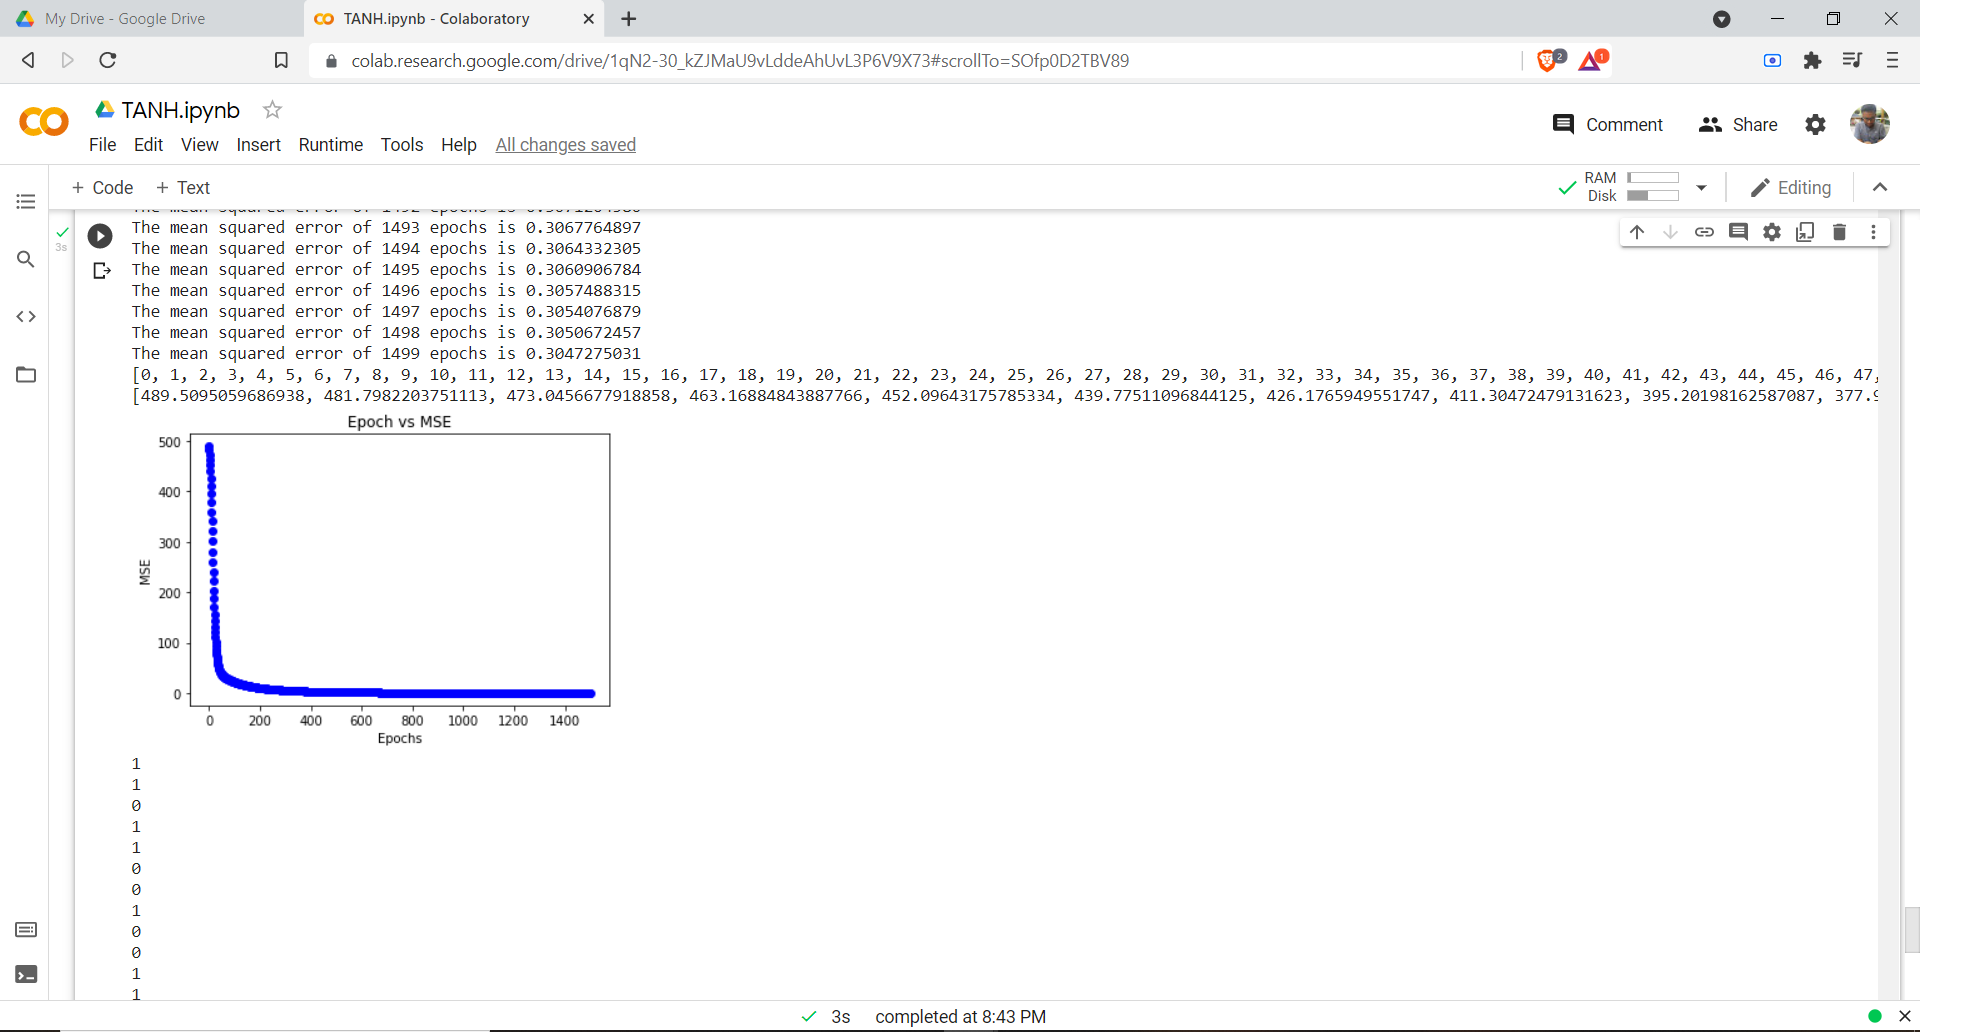 My Drive - Google Drive
TANH.ipynb - Colaboratory
colab.research.google.com/drive/1qN2-30_kZJMaU9vLddeAhUvL3P6V9X73#scrollTo=SOfp0D2TBV89
2
1
TANH.ipynb
File Edit View Insert Runtime Tools Help All changes saved
Comment Share
+ Code + Text
RAM
Disk
Editing
3s
The mean squared error of 1492 epochs is
The mean squared error of 1493 epochs is 0.3067764897
The mean squared error of 1494 epochs is 0.3064332305
The mean squared error of 1495 epochs is 0.3060906784
The mean squared error of 1496 epochs is 0.3057488315
The mean squared error of 1497 epochs is 0.3054076879
The mean squared error of 1498 epochs is 0.3050672457
The mean squared error of 1499 epochs is 0.3047275031
[0, 1, 2, 3, 4, 5, 6, 7, 8, 9, 10, 11, 12, 13, 14, 15, 16, 17, 18, 19, 20, 21, 22, 23, 24, 25, 26, 27, 28, 29, 30, 31, 32, 33, 34, 35, 36, 37, 38, 39, 40, 41, 42, 43, 44, 45, 46, 47,
[489.5095059686938, 481.7982203751113, 473.0456677918858, 463.16884843887766, 452.09643175785334, 439.77511096844125, 426.1765949551747, 411.30472479131623, 395.20198162587087, 377.9
Epoch vs MSE
500
400
300
200
100
0
MSE
0 200 400 600 800 1000 1200 1400
Epochs
1
1
0
1
1
0
0
1
0
0
1
1
3s completed at 8:43 PM